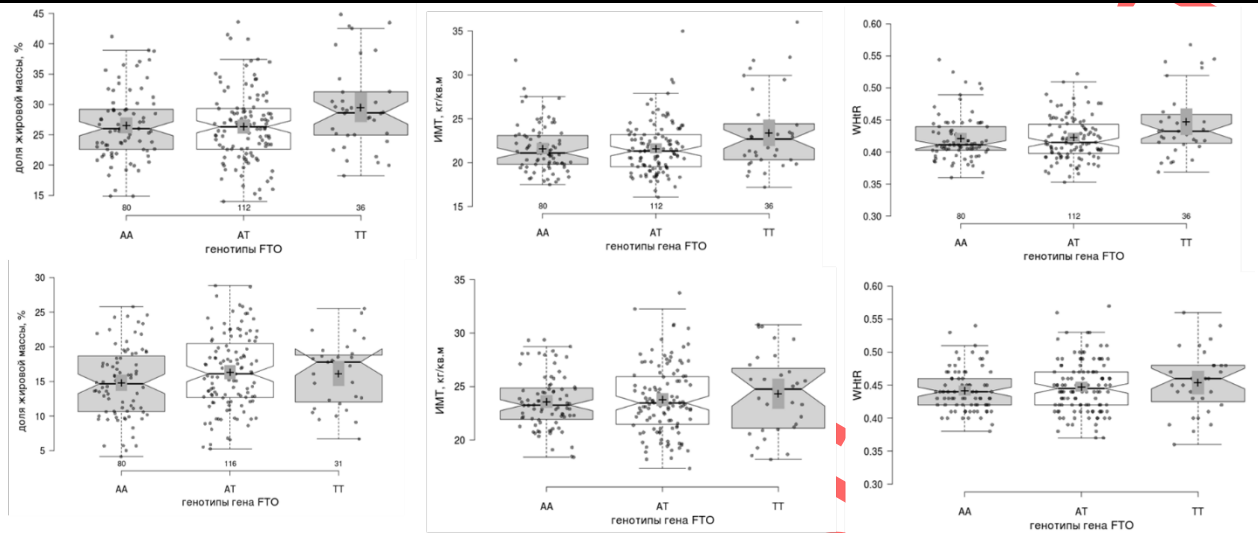 доля жировой массы, %
45
40
35
30
25
20
15
80 112 36
AA AT TT
генотипы FTO
ИМТ, кг/кв.м
35
30
25
20
15
80 112 36
AA AT TT
генотипы гена FTO
WHtR
0.60
0.55
0.50
0.45
0.40
0.35
0.30
80 112 36
AA AT TT
генотипы гена FTO
доля жировой массы, %
30
25
20
15
10
5
80 116 31
AA AT TT
генотипы гена FTO
ИМТ, кг/кв.м
35
30
25
20
AA AT TT
генотипы гена FTO
WHtR
0.60
0.55
0.50
0.45
0.40
0.35
0.30
AA AT TT
генотипы гена FTO